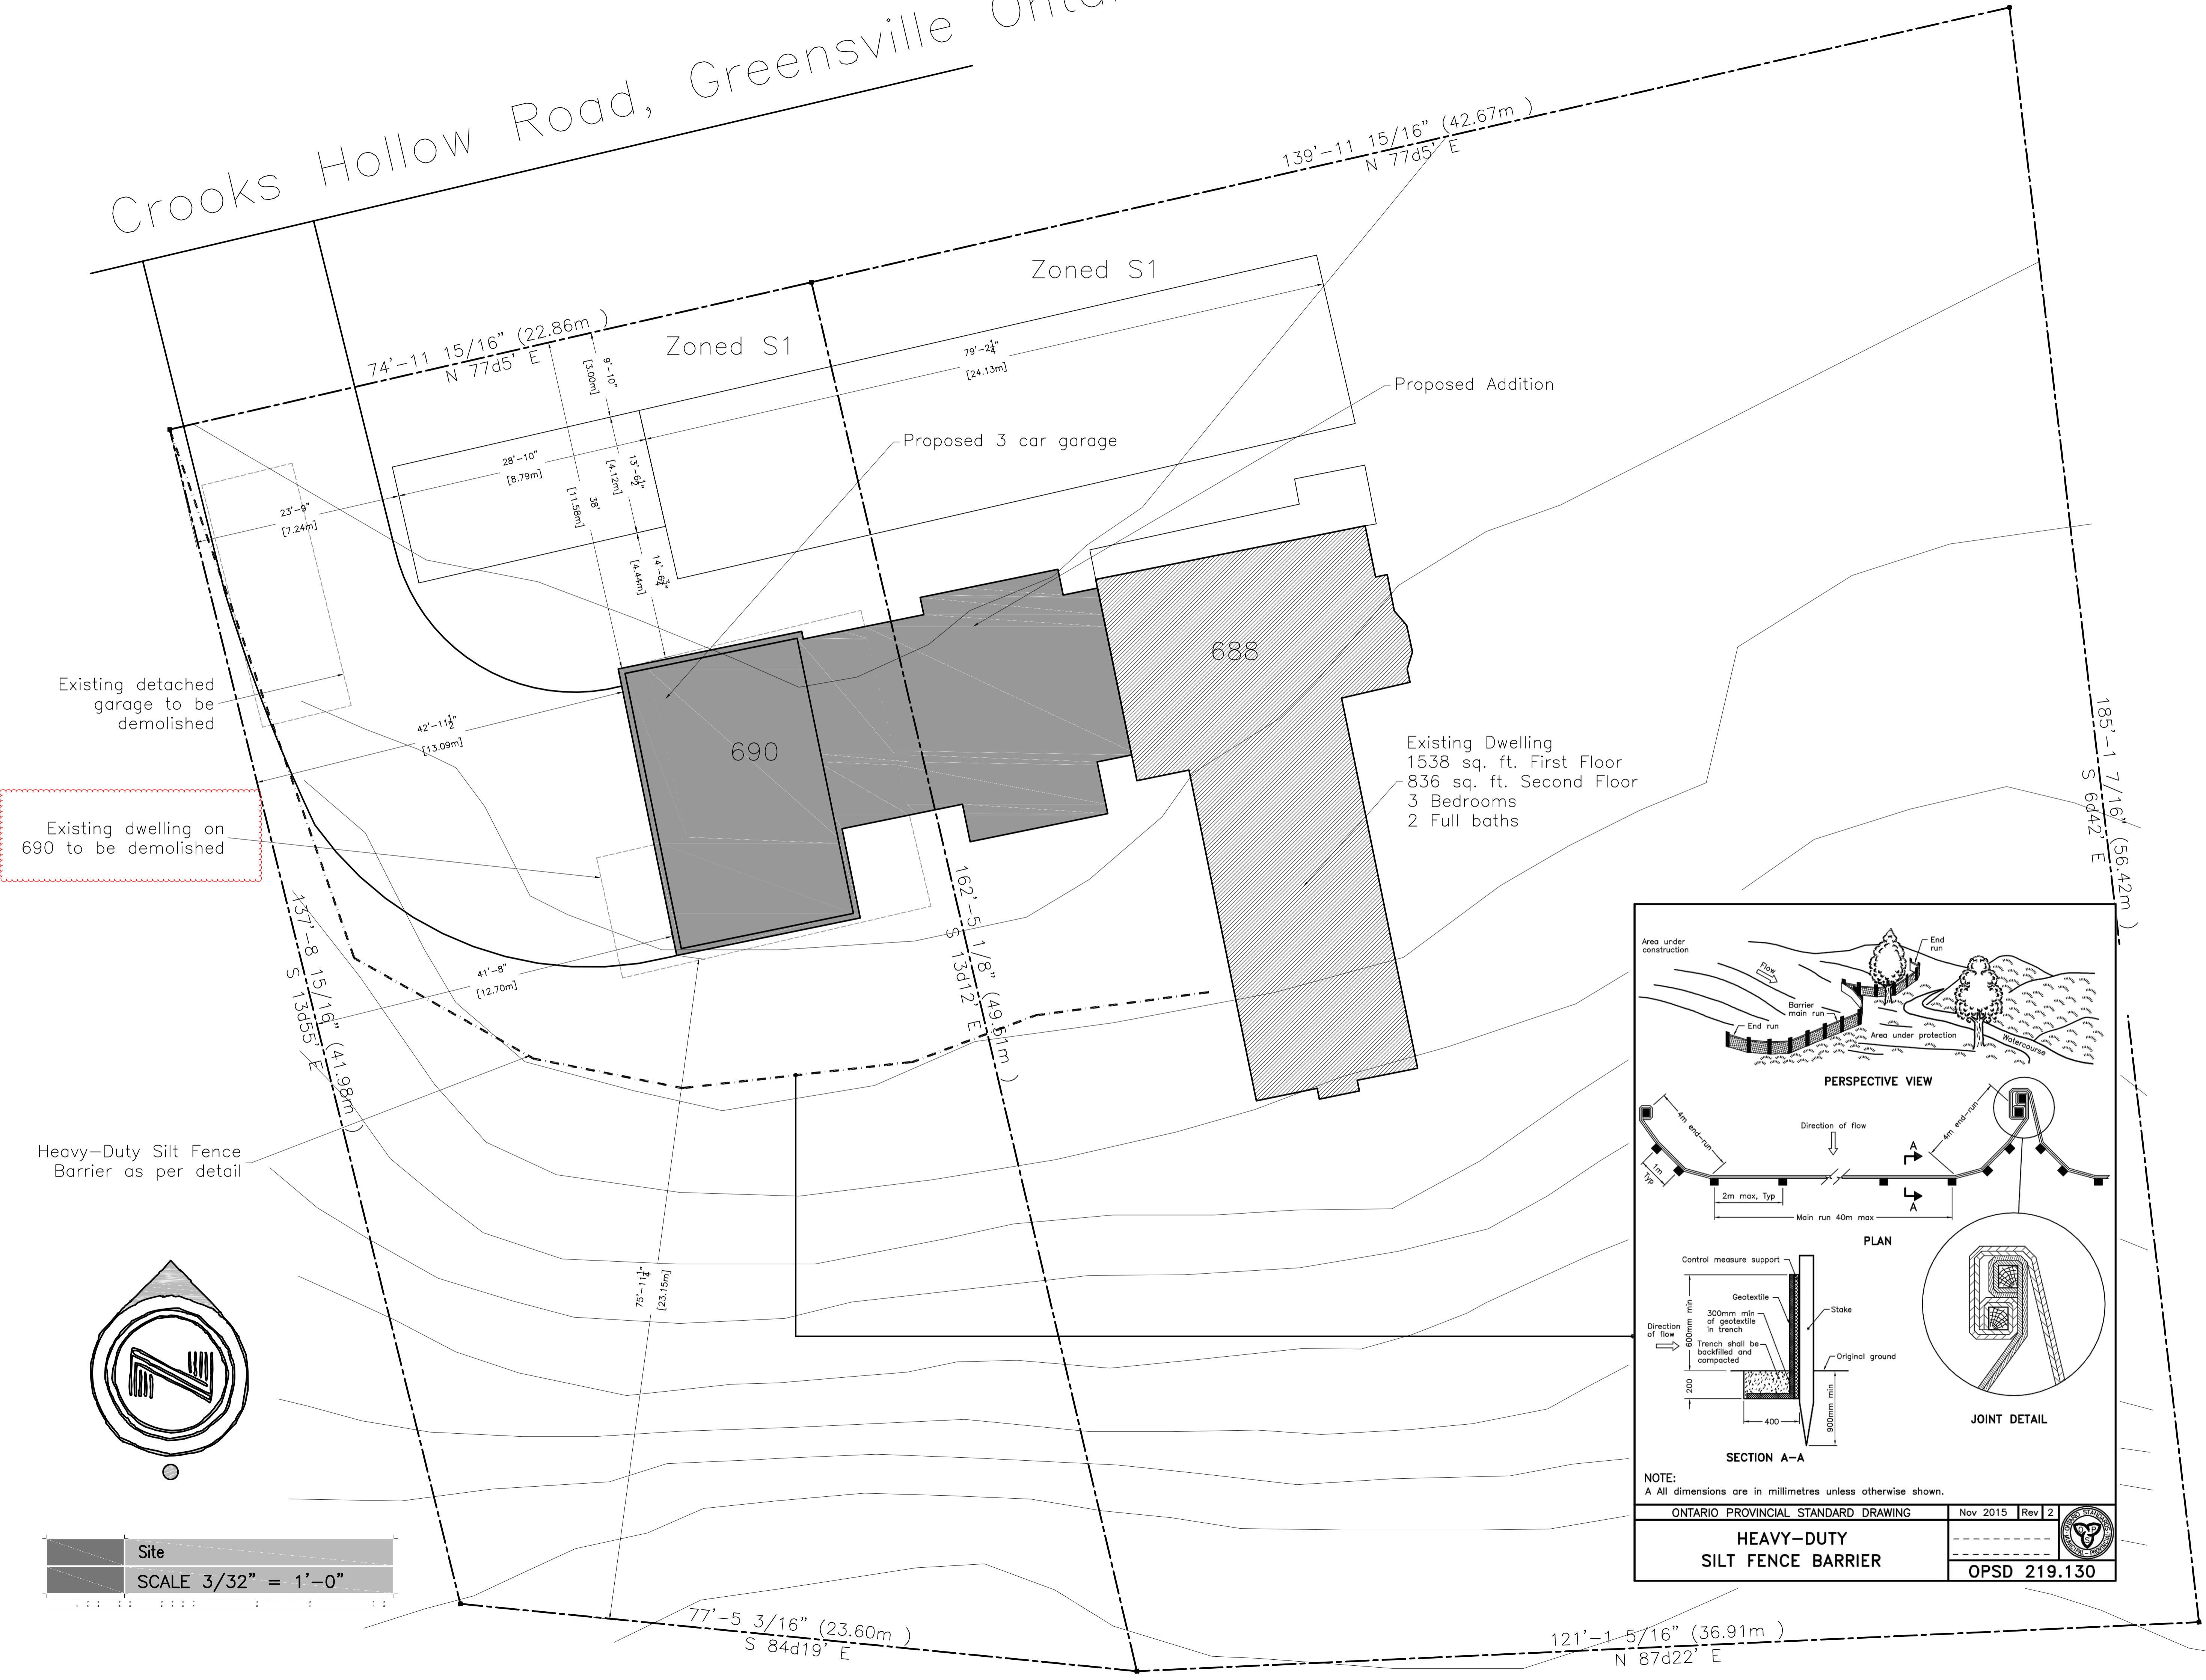 Crooks Hollow Road, Greensville
139'-11 15/16" (42.67m )
N 77d5' E
Zoned S1
74'-11 15/16" (22.86m )
N 77d5' E
Zoned S1
9'-10"
[3.00m]
79'-2¼"
[24.13m]
Proposed Addition
Proposed 3 car garage
28'-10"
[8.79m]
13'-6½"
[4.12m]
38'
[11.58m]
23'-9"
[7.24m]
14'-6¾"
[4.44m]
688
Existing detached
garage to be
demolished
42'-11½"
[13.09m]
690
Existing Dwelling
1538 sq. ft. First Floor
836 sq. ft. Second Floor
3 Bedrooms
2 Full baths
185'-1 7/16" (56.42m )
S 6d42' E
Existing dwelling on
690 to be demolished
137'-8 15/16" (41.98m )
S 13d55' E
162'-5 1/8" (49.51m )
S 13d12' E
41'-8"
[12.70m]
Heavy-Duty Silt Fence
Barrier as per detail
75'-11¼"
[23.15m]
Site
SCALE 3/32" = 1'-0"
77'-5 3/16" (23.60m )
S 84d19' E
121'-1 5/16" (36.91m )
N 87d22' E
Area under
construction
Flow
End
run
Barrier
main run
End run
Area under protection
Watercourse
PERSPECTIVE VIEW
4m end-run
Direction of flow
4m end-run
A
1m
Typ
2m max, Typ
A
Main run 40m max
PLAN
Control measure support
Geotextile
300mm min
of geotextile
in trench
Stake
Direction
of flow
600mm min
Trench shall be
backfilled and
compacted
Original ground
200
400
900mm min
SECTION A-A
JOINT DETAIL
NOTE:
A All dimensions are in millimetres unless otherwise shown.
ONTARIO PROVINCIAL STANDARD DRAWING
Nov 2015
Rev
2
HEAVY-DUTY
SILT FENCE BARRIER
OPSD 219.130